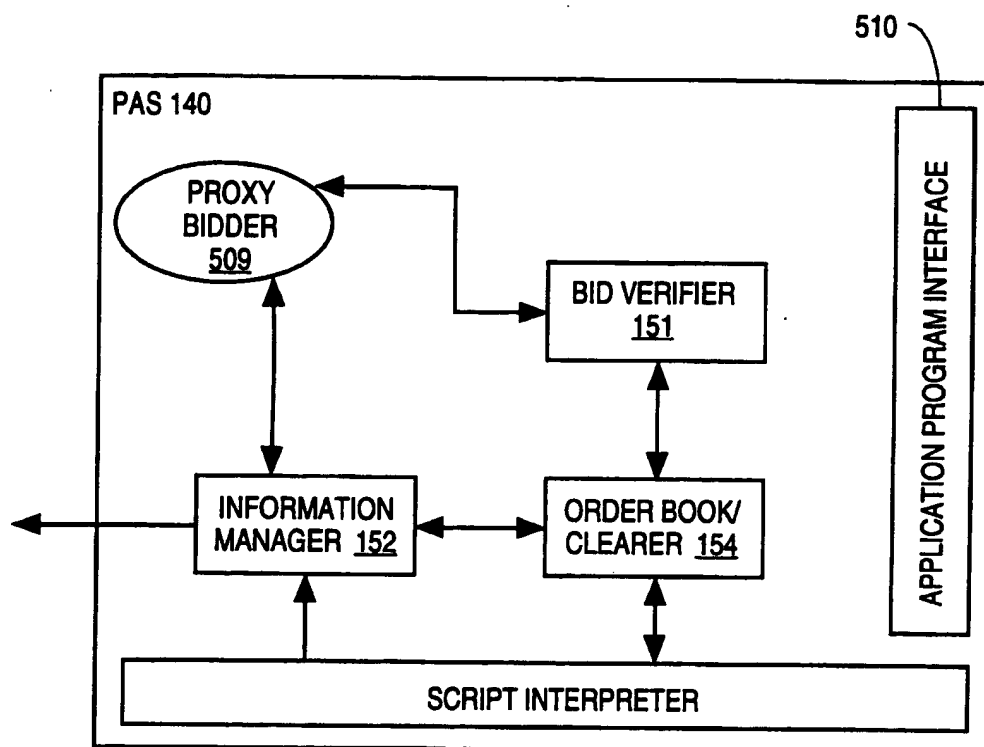 510
PAS 140
PROXY
BIDDER
509
BID VERIFIER
151
APPLICATION PROGRAM INTERFACE
INFORMATION
MANAGER 152
ORDER BOOK/
CLEARER 154
SCRIPT INTERPRETER